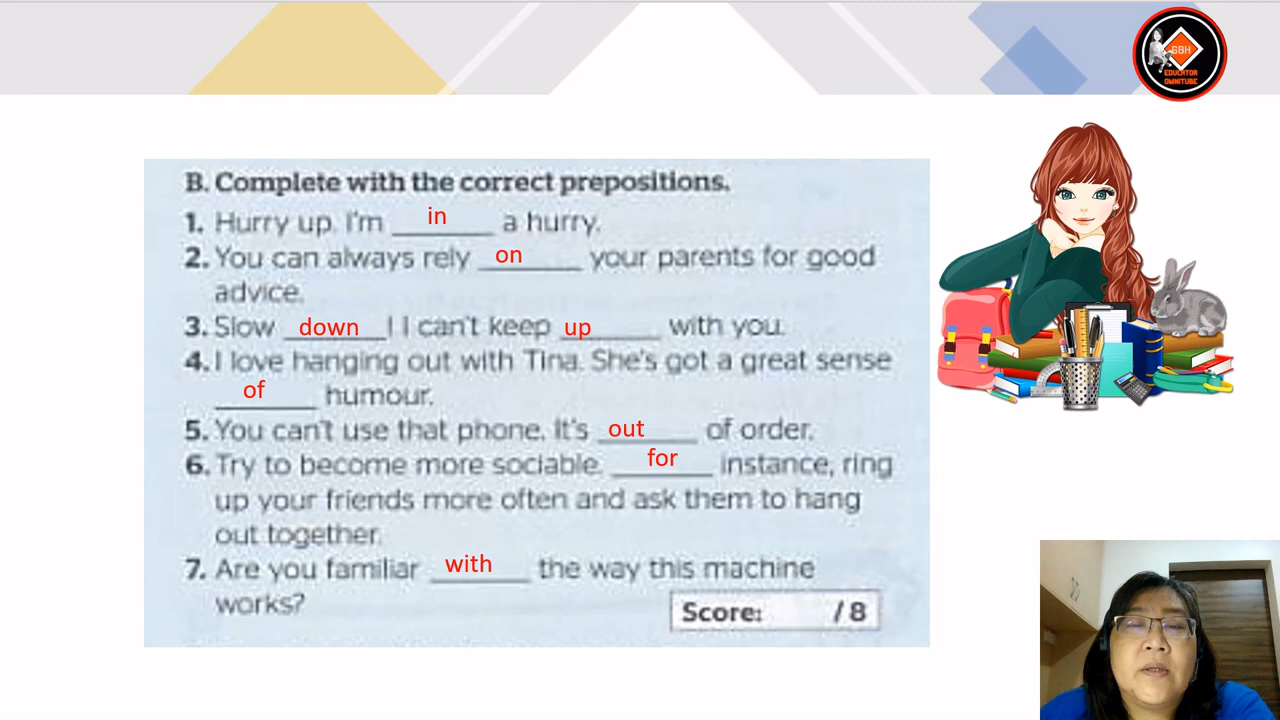 GBH
EDUCATOR
OMNITUBE
B. Complete with the correct prepositions.
1. Hurry up. I'm in a hurry.
2. You can always rely on your parents for good
advice.
3. Slow down! I can't keep up with you.
4. I love hanging out with Tina. She's got a great sense
of humour.
5. You can't use that phone. It's out of order.
6. Try to become more sociable. for instance, ring
up your friends more often and ask them to hang
out together.
7. Are you familiar with the way this machine
works?
Score: /8